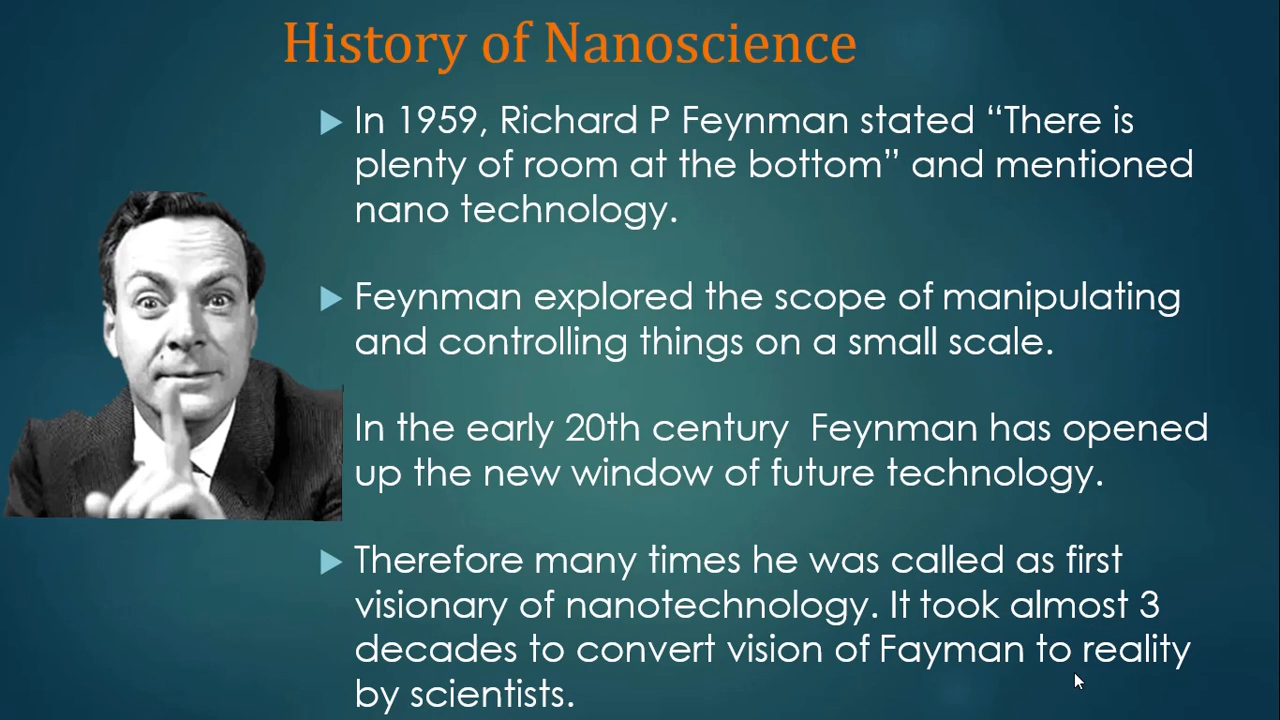 History of Nanoscience
In 1959, Richard P Feynman stated “There is
plenty of room at the bottom” and mentioned
nano technology.
Feynman explored the scope of manipulating
and controlling things on a small scale.
In the early 20th century  Feynman has opened
up the new window of future technology.
Therefore many times he was called as first
visionary of nanotechnology. It took almost 3
decades to convert vision of Fayman to reality
by scientists.